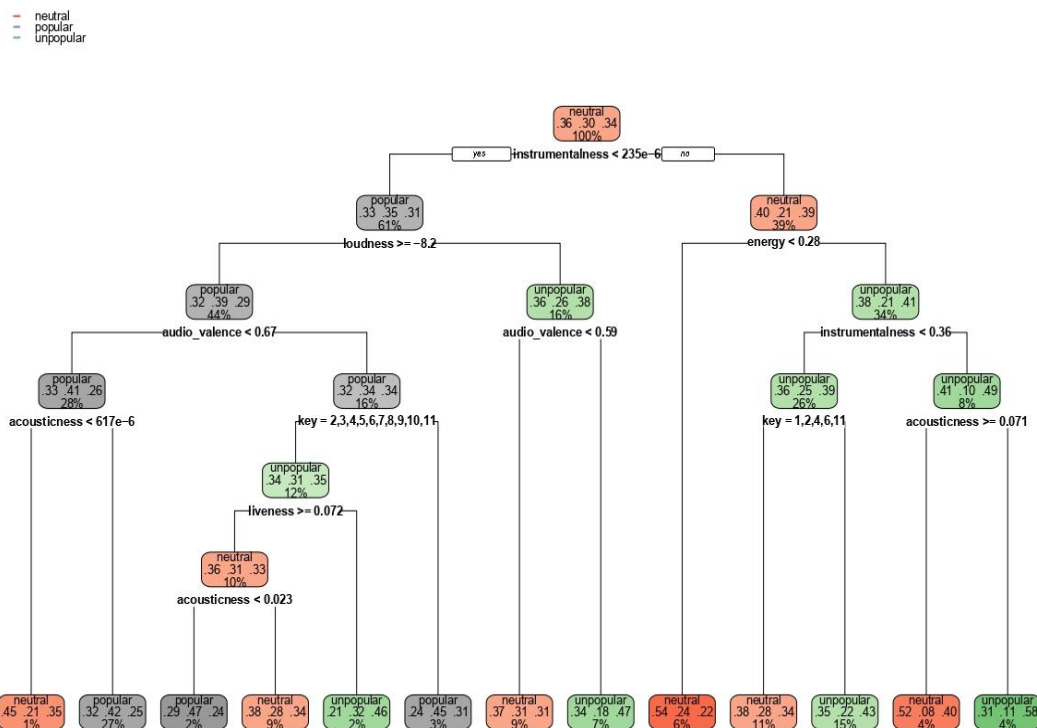 neutral
popular
unpopular
neutral
.36 .30 .34
100%
yes
instrumentalness < 235e−6
no
popular
.33 .35 .31
61%
neutral
.40 .21 .39
39%
loudness >= −8.2
energy < 0.28
popular
.32 .39 .29
44%
unpopular
.36 .26 .38
16%
unpopular
.38 .21 .41
34%
audio_valence < 0.67
audio_valence < 0.59
instrumentalness < 0.36
popular
.33 .41 .26
28%
popular
.32 .34 .34
16%
unpopular
.36 .25 .39
26%
unpopular
.41 .10 .49
8%
acousticness < 617e−6
key = 2,3,4,5,6,7,8,9,10,11
key = 1,2,4,6,11
acousticness >= 0.071
unpopular
.34 .31 .35
12%
liveness >= 0.072
neutral
.36 .31 .33
10%
acousticness < 0.023
neutral
.45 .21 .35
1%
popular
.32 .42 .25
27%
popular
.29 .47 .24
2%
neutral
.38 .28 .34
9%
unpopular
.21 .32 .46
2%
popular
.24 .45 .31
3%
neutral
.37 .31 .31
9%
unpopular
.34 .18 .47
7%
neutral
.54 .24 .22
6%
neutral
.38 .28 .34
11%
unpopular
.35 .22 .43
15%
neutral
.52 .08 .40
4%
unpopular
.31 .11 .58
4%